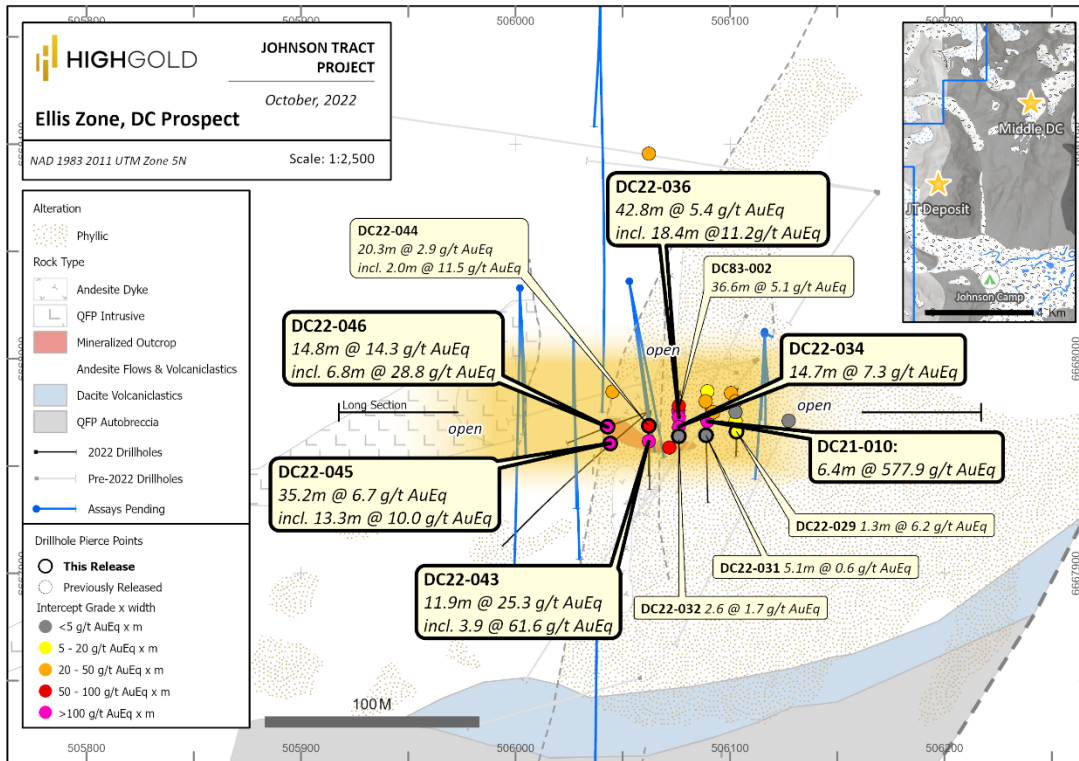 505800
505900
506000
506100
506200
HIGHGOLD
JOHNSON TRACT
PROJECT
October, 2022
Ellis Zone, DC Prospect
NAD 1983 2011 UTM Zone 5N
Scale: 1:2,500
Middle DC
JT Deposit
Johnson Camp
4 Km
Alteration
Phyllic
Rock Type
Andesite Dyke
QFP Intrusive
Mineralized Outcrop
Andesite Flows & Volcaniclastics
Dacite Volcaniclastics
QFP Autobreccia
2022 Drillholes
Pre-2022 Drillholes
Assays Pending
Drillhole Pierce Points
This Release
Previously Released
Intercept Grade x width
<5 g/t AuEq x m
5 - 20 g/t AuEq x m
20 - 50 g/t AuEq x m
50 - 100 g/t AuEq x m
>100 g/t AuEq x m
DC22-036
42.8m @ 5.4 g/t AuEq
incl. 18.4m @11.2g/t AuEq
DC22-044
20.3m @ 2.9 g/t AuEq
incl. 2.0m @ 11.5 g/t AuEq
DC83-002
36.6m @ 5.1 g/t AuEq
DC22-046
14.8m @ 14.3 g/t AuEq
incl. 6.8m @ 28.8 g/t AuEq
open
DC22-034
14.7m @ 7.3 g/t AuEq
Long Section
open
open
DC21-010:
6.4m @ 577.9 g/t AuEq
DC22-045
35.2m @ 6.7 g/t AuEq
incl. 13.3m @ 10.0 g/t AuEq
DC22-029 1.3m @ 6.2 g/t AuEq
DC22-031 5.1m @ 0.6 g/t AuEq
DC22-043
11.9m @ 25.3 g/t AuEq
incl. 3.9 @ 61.6 g/t AuEq
DC22-032 2.6 @ 1.7 g/t AuEq
100 M
6668000
6667900
505800
505900
506000
506100
506200